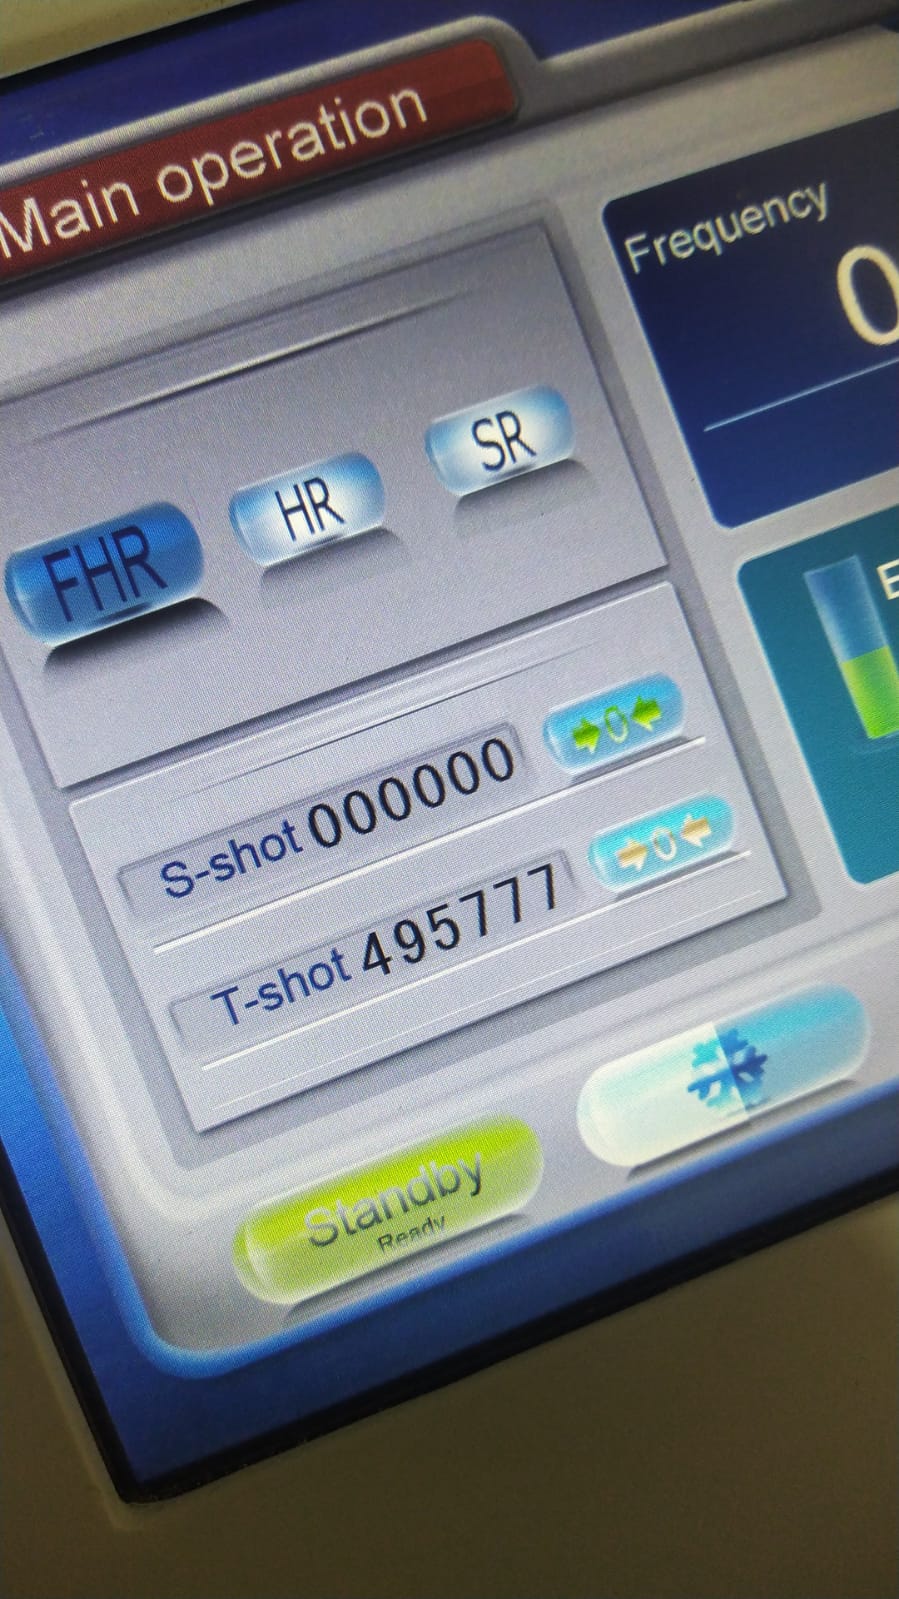 Main operation
Frequency
0
FHR HR SR
S-shot 000000 0
T-shot 495777 0
Standby
Ready